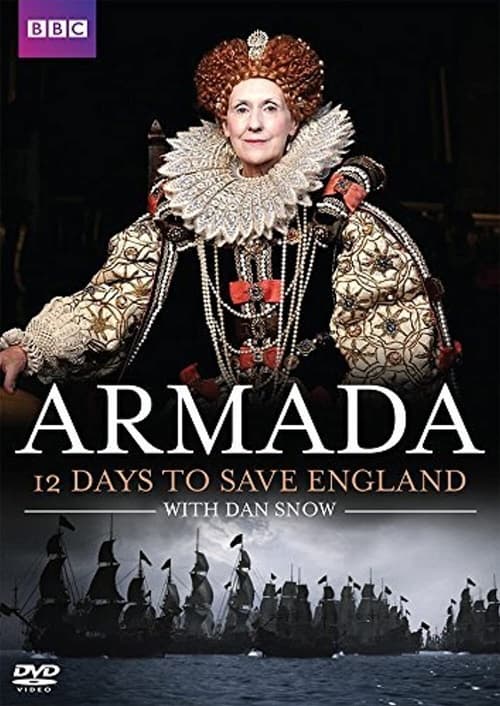 BBC
ARMADA
12 DAYS TO SAVE ENGLAND
WITH DAN SNOW
DVD
VIDEO